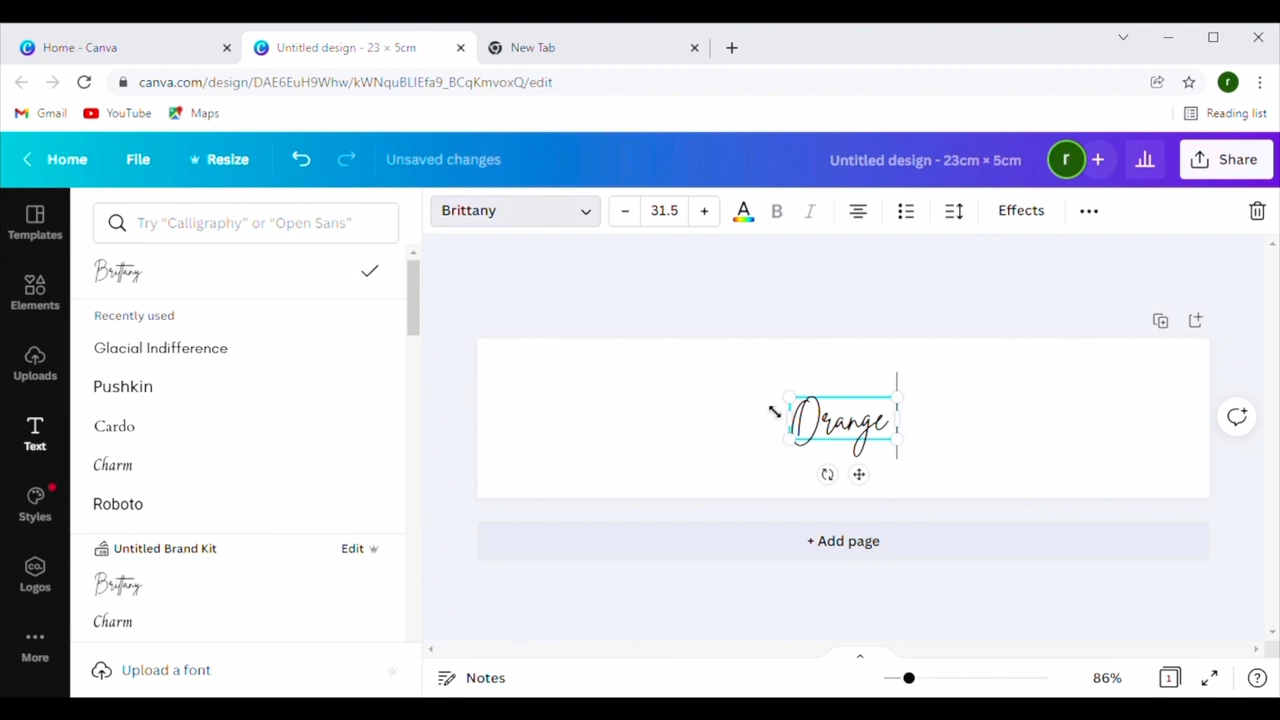 Home - Canva
Untitled design - 23 × 5cm
New Tab
canva.com/design/DAE6EuH9Whw/kWNquBLIEfa9_BCqKmvoxQ/edit
r
Gmail
YouTube
Maps
Reading list
Home
File
Resize
Unsaved changes
Untitled design - 23cm × 5cm
r
Share
Templates
Elements
Uploads
Text
Styles
co.
Logos
More
Try “Calligraphy” or “Open Sans”
Brittany
Recently used
Glacial Indifference
Pushkin
Cardo
Charm
Roboto
Untitled Brand Kit
Edit
Brittany
Charm
Upload a font
Brittany
31.5
A
B
I
Effects
Orange
+ Add page
Notes
86%
1
?